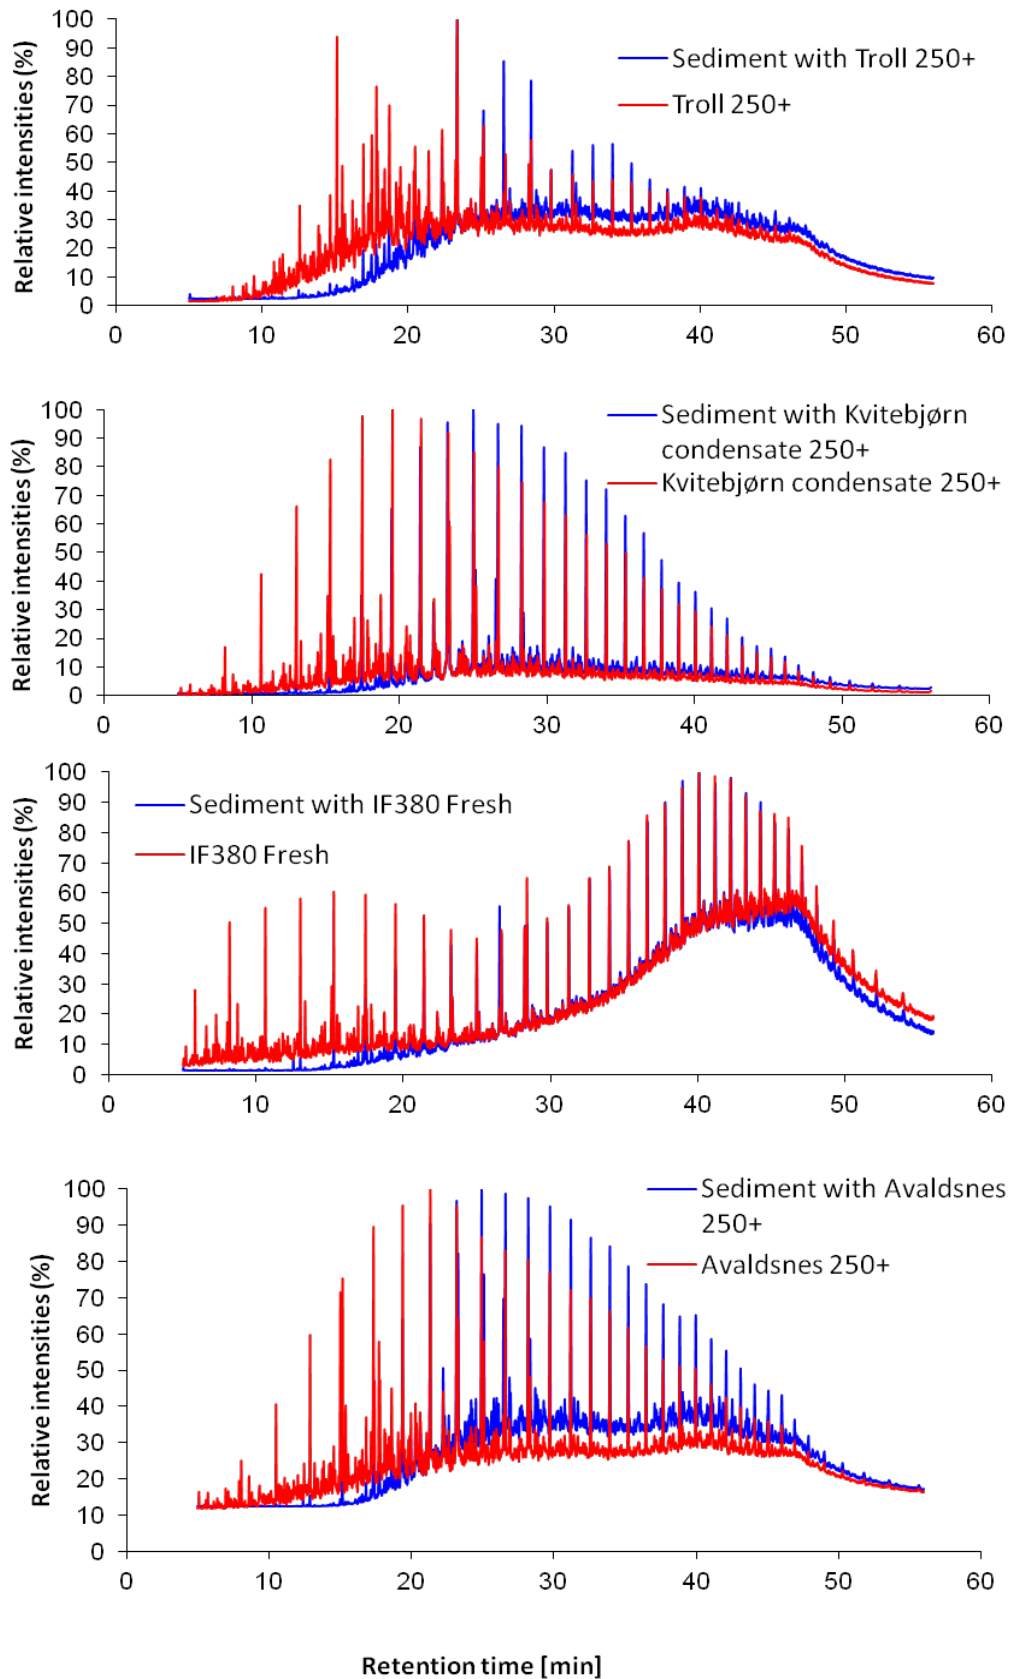 Relative intensities (%)
100
90
80
70
60
50
40
30
20
10
0
0 10 20 30 40 50 60
Sediment with Troll 250+
Troll 250+
Relative intensities (%)
100
90
80
70
60
50
40
30
20
10
0
0 10 20 30 40 50 60
Sediment with Kvitebjørn
condensate 250+
Kvitebjørn condensate 250+
Relative intensities (%)
100
90
80
70
60
50
40
30
20
10
0
0 10 20 30 40 50 60
Sediment with IF380 Fresh
IF380 Fresh
Relative intensities (%)
100
90
80
70
60
50
40
30
20
10
0
0 10 20 30 40 50 60
Sediment with Avaldsnes
250+
Avaldsnes 250+
Retention time [min]